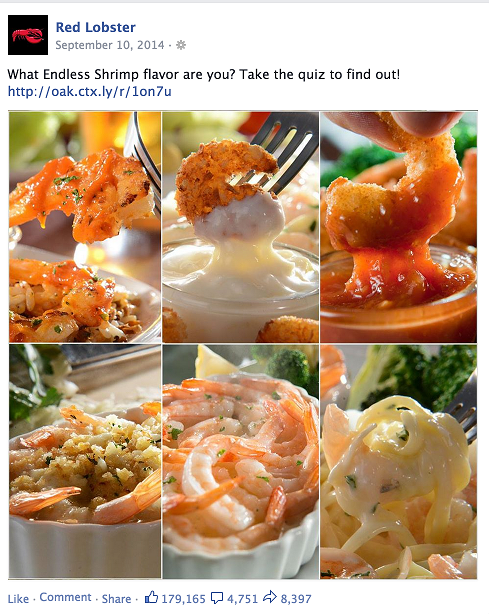 Red Lobster
September 10, 2014 ·
What Endless Shrimp flavor are you? Take the quiz to find out!
http://oak.ctx.ly/r/1on7u
Like · Comment · Share · 179,165 4,751 8,397